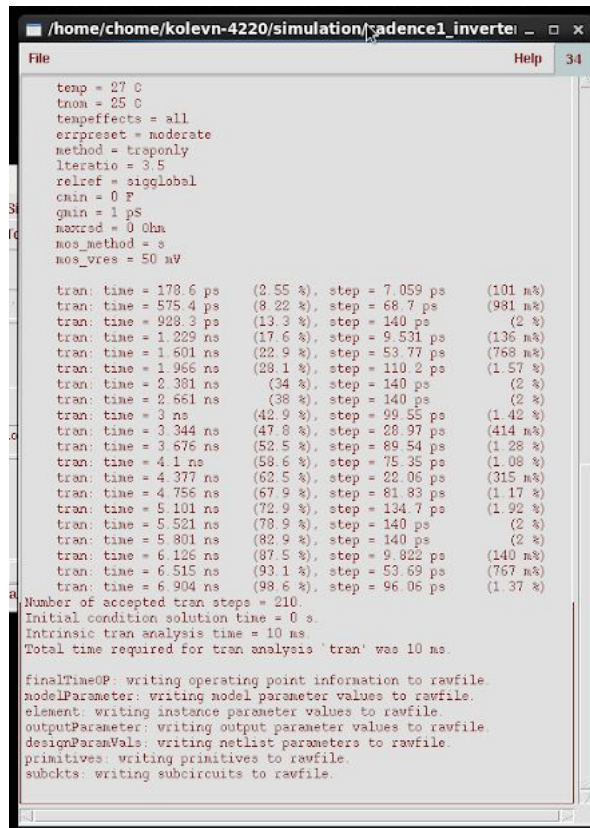 /home/chome/kolevn-4220/simulation/cadence1_inverter
File Help 34
temp = 27 C
tnom = 25 C
tempeffects = all
errpreset = moderate
method = traponly
lteratio = 3.5
relref = sigglobal
cmin = 0 F
gmin = 1 pS
maxrsd = 0 Ohm
mos_method = s
mos_vres = 50 mV
tran: time = 178.6 ps (2.55 %), step = 7.059 ps (101 m%)
tran: time = 575.4 ps (8.22 %), step = 68.7 ps (981 m%)
tran: time = 928.3 ps (13.3 %), step = 140 ps (2 %)
tran: time = 1.229 ns (17.6 %), step = 9.531 ps (136 m%)
tran: time = 1.601 ns (22.9 %), step = 53.77 ps (768 m%)
tran: time = 1.966 ns (28.1 %), step = 110.2 ps (1.57 %)
tran: time = 2.381 ns (34 %), step = 140 ps (2 %)
tran: time = 2.661 ns (38 %), step = 140 ps (2 %)
tran: time = 3 ns (42.9 %), step = 99.55 ps (1.42 %)
tran: time = 3.344 ns (47.8 %), step = 28.97 ps (414 m%)
tran: time = 3.676 ns (52.5 %), step = 89.54 ps (1.28 %)
tran: time = 4.1 ns (58.6 %), step = 75.35 ps (1.08 %)
tran: time = 4.377 ns (62.5 %), step = 22.06 ps (315 m%)
tran: time = 4.756 ns (67.9 %), step = 81.83 ps (1.17 %)
tran: time = 5.101 ns (72.9 %), step = 134.7 ps (1.92 %)
tran: time = 5.521 ns (78.9 %), step = 140 ps (2 %)
tran: time = 5.801 ns (82.9 %), step = 140 ps (2 %)
tran: time = 6.126 ns (87.5 %), step = 9.822 ps (140 m%)
tran: time = 6.515 ns (93.1 %), step = 53.69 ps (767 m%)
tran: time = 6.904 ns (98.6 %), step = 96.06 ps (1.37 %)
Number of accepted tran steps = 210.
Initial condition solution time = 0 s.
Intrinsic tran analysis time = 10 ms.
Total time required for tran analysis `tran' was 10 ms.
finalTimeOP: writing operating point information to rawfile.
modelParameter: writing model parameter values to rawfile.
element: writing instance parameter values to rawfile.
outputParameter: writing output parameter values to rawfile.
designParamVals: writing netlist parameters to rawfile.
primitives: writing primitives to rawfile.
subckts: writing subcircuits to rawfile.